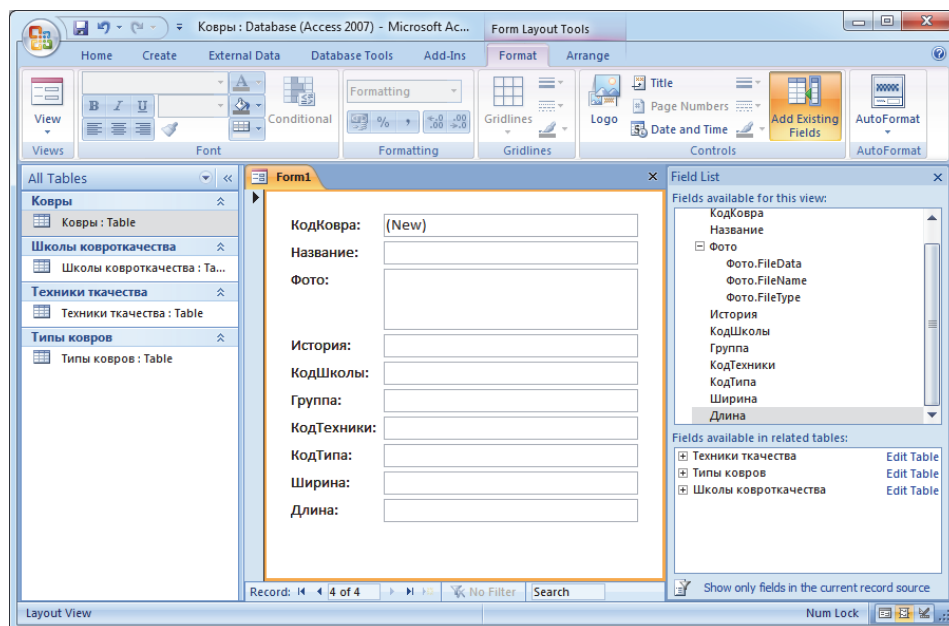 Ковры : Database (Access 2007) - Microsoft Ac...
Form Layout Tools
Home Create External Data Database Tools Add-Ins Format Arrange
View
Views
B I U
Font
Conditional
Formatting
% , .0 .00 .00 .0
Formatting
Gridlines
Gridlines
Logo
Title
Page Numbers
Date and Time
Add Existing Fields
Controls
AutoFormat
AutoFormat
All Tables
Ковры
Ковры : Table
Школы ковроткачества
Школы ковроткачества : Ta...
Техники ткачества
Техники ткачества : Table
Типы ковров
Типы ковров : Table
Form1
КодКовра: (New)
Название:
Фото:
История:
КодШколы:
Группа:
КодТехники:
КодТипа:
Ширина:
Длина:
Record: 4 of 4 No Filter Search
Field List
Fields available for this view:
КодКовра
Название
Фото
Фото.FileData
Фото.FileName
Фото.FileType
История
КодШколы
Группа
КодТехники
КодТипа
Ширина
Длина
Fields available in related tables:
Техники ткачества Edit Table
Типы ковров Edit Table
Школы ковроткачества Edit Table
Show only fields in the current record source
Layout View
Num Lock